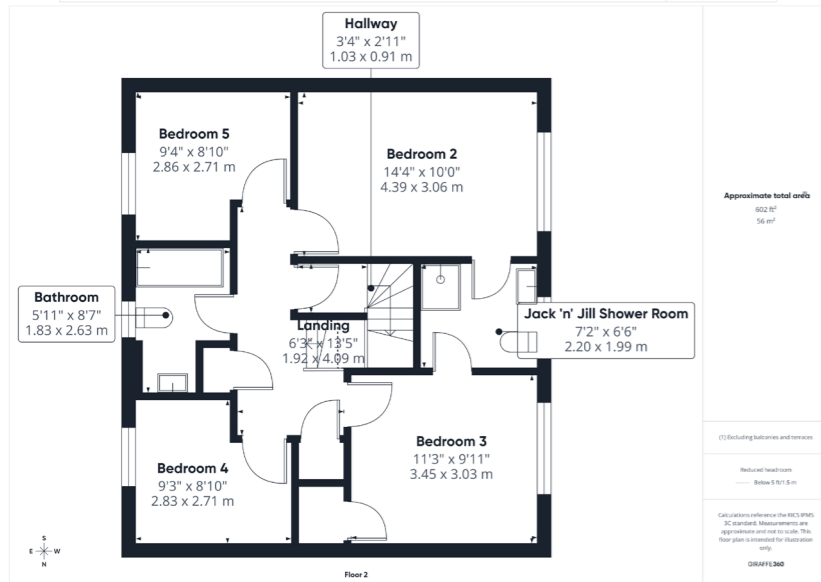 Hallway
3'4" x 2'11"
1.03 x 0.91 m
Bedroom 5
9'4" x 8'10"
2.86 x 2.71 m
Bedroom 2
14'4" x 10'0"
4.39 x 3.06 m
Approximate total area
602 ft²
56 m²
Bathroom
5'11" x 8'7"
1.83 x 2.63 m
Landing
6'3" x 13'5"
1.92 x 4.09 m
Jack 'n' Jill Shower Room
7'2" x 6'6"
2.20 x 1.99 m
Bedroom 4
9'3" x 8'10"
2.83 x 2.71 m
Bedroom 3
11'3" x 9'11"
3.45 x 3.03 m
(1) Excluding balconies and terraces
Reduced headroom
Below 5 ft/1.5 m
Calculations reference the RICS IPMS
3C standard. Measurements are
approximate and not to scale. This
floor plan is intended for illustration
only.
GIRAFFE360
S
E W
N
Floor 2